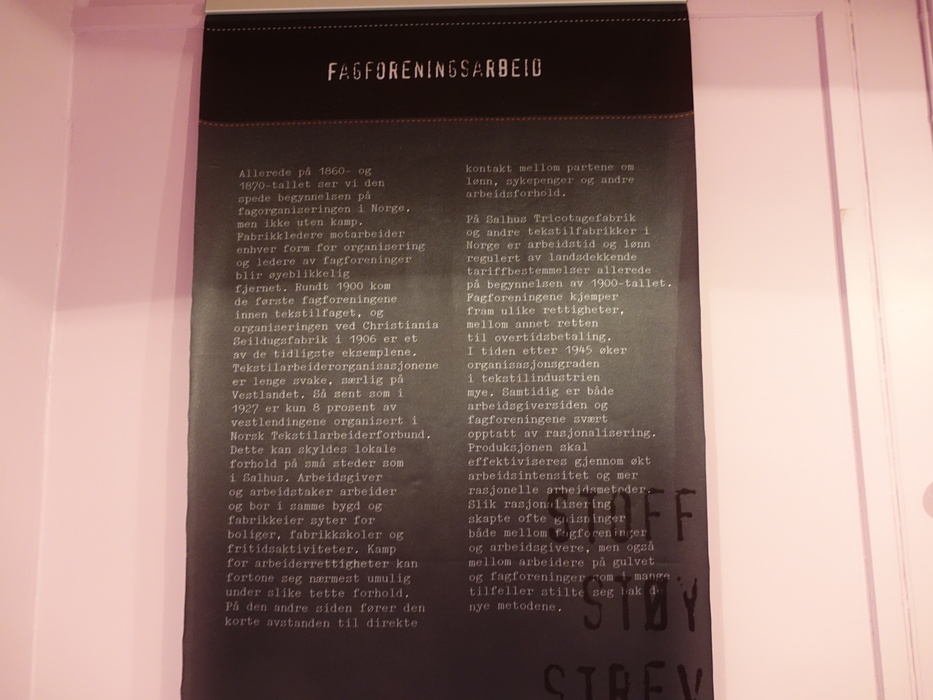 FAGFORENINGSARBEID
Allerede på 1860- og
1870-tallet ser vi den
spede begynnelsen på
fagorganiseringen i Norge,
men ikke uten kamp.
Fabrikkledere motarbeider
enhver form for organisering
og ledere av fagforeninger
blir øyeblikkelig
fjernet. Rundt 1900 kom
de første fagforeningene
innen tekstilfaget, og
organiseringen ved Christiania
Seildugsfabrik i 1906 er et
av de tidligste eksemplene.
Tekstilarbeiderorganisasjonene
er lenge svake, særlig på
Vestlandet. Så sent som i
1927 er kun 8 prosent av
vestlendingene organisert i
Norsk Tekstilarbeiderforbund.
Dette kan skyldes lokale
forhold på små steder som
i Salhus. Arbeidsgiver
og arbeidstaker arbeider
og bor i samme bygd og
fabrikkeier syter for
boliger, fabrikkskoler og
fritidsaktiviteter. Kamp
for arbeiderrettigheter kan
fortone seg nærmest umulig
under slike tette forhold.
På den andre siden fører den
korte avstanden til direkte
kontakt mellom partene om
lønn, sykepenger og andre
arbeidsforhold.
På Salhus Tricotagefabrik
og andre tekstilfabrikker i
Norge er arbeidstid og lønn
regulert av landsdekkende
tariffbestemmelser allerede
på begynnelsen av 1900-tallet.
Fagforeningene kjemper
fram ulike rettigheter,
mellom annet retten
til overtidsbetaling.
I tiden etter 1945 øker
organisasjonsgraden
i tekstilindustrien
mye. Samtidig er både
arbeidsgiversiden og
fagforeningene svært
opptatt av rasjonalisering.
Produksjonen skal
effektiviseres gjennom økt
arbeidsintensitet og mer
rasjonelle arbeidsmetoder.
Slik rasjonalisering
skapte ofte gnisninger
både mellom fagforeninger
og arbeidsgivere, men også
mellom arbeidere på gulvet
og fagforeninger som i mange
tilfeller stilte seg bak de
nye metodene.
STOFF
STØY
STREV